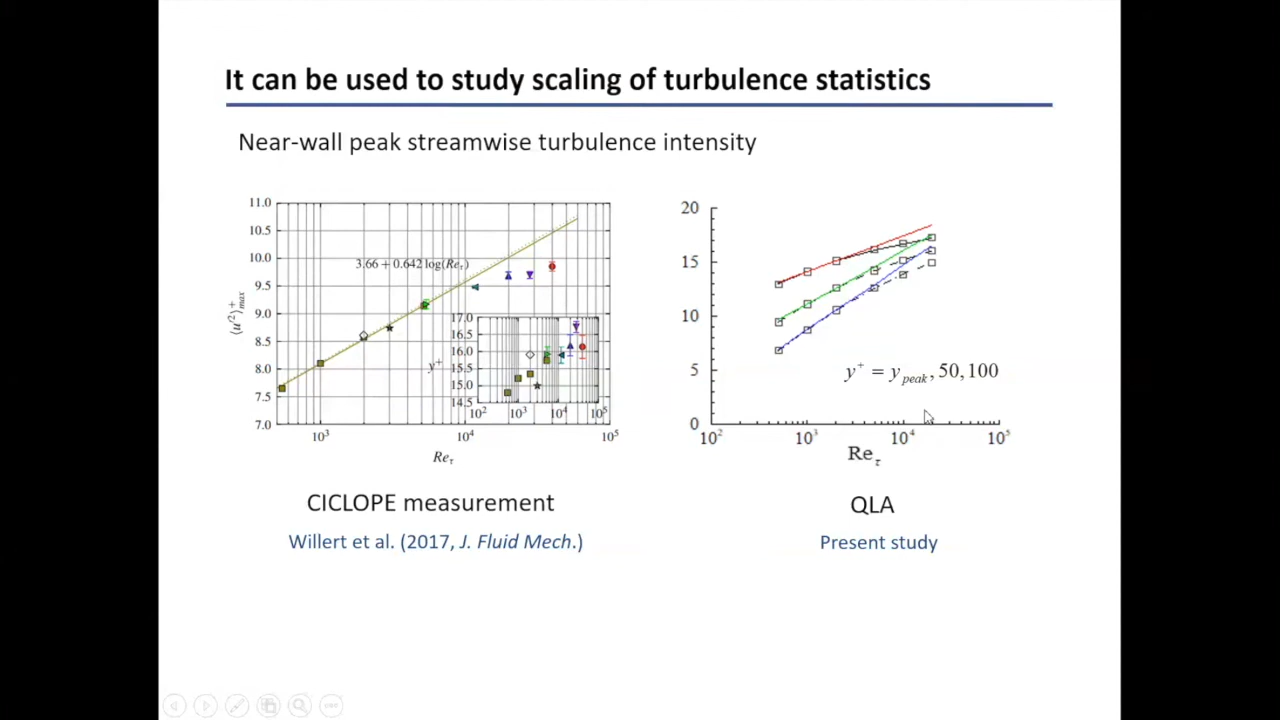 It can be used to study scaling of turbulence statistics
Near-wall peak streamwise turbulence intensity
11.0
10.5
10.0
9.5
9.0
8.5
8.0
7.5
7.0
⟨u′²⟩⁺max
3.66 + 0.642 log(Reτ)
17.0
16.5
16.0
15.5
15.0
14.5
y⁺
10² 10³ 10⁴ 10⁵
10³ 10⁴ 10⁵
Reτ
CICLOPE measurement
Willert et al. (2017, J. Fluid Mech.)
20
15
10
5
0
y⁺ = ypeak, 50, 100
10² 10³ 10⁴ 10⁵
Reτ
QLA
Present study